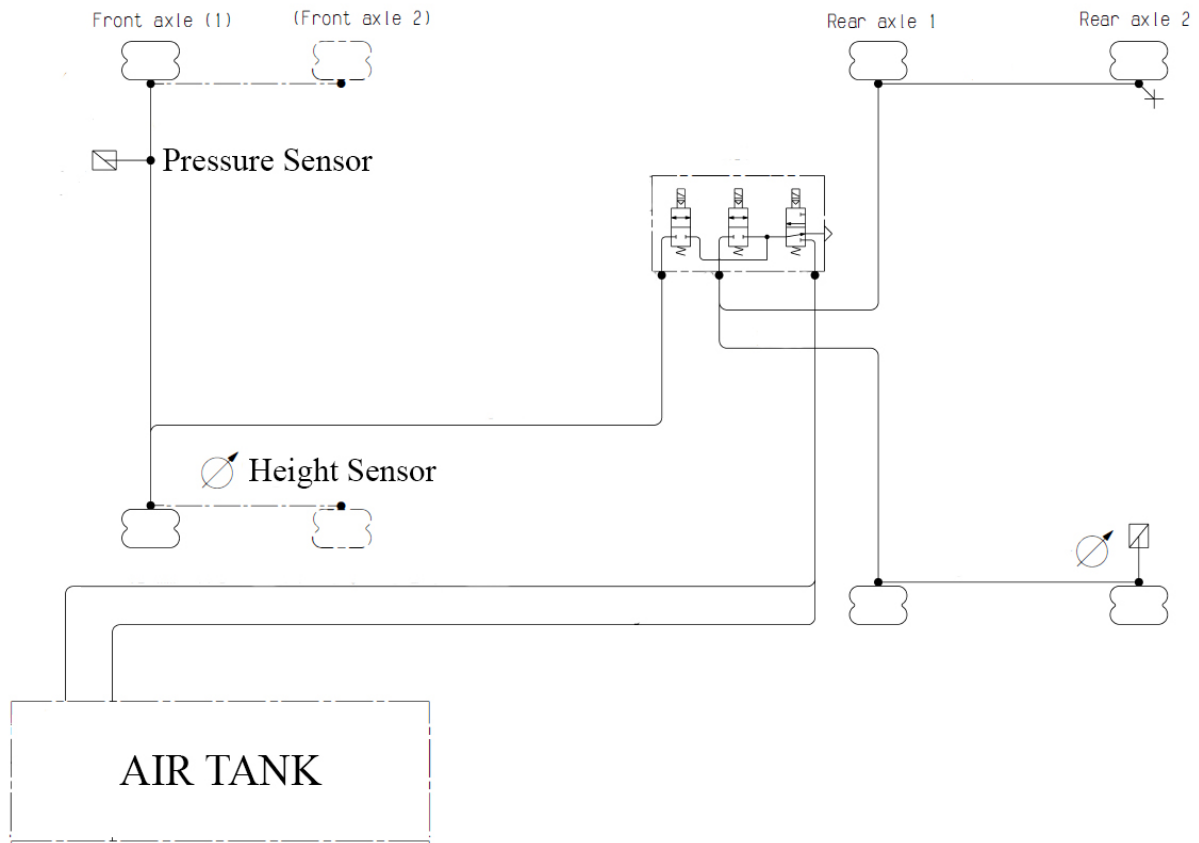 Front axle (1)
(Front axle 2)
Rear axle 1
Rear axle 2
Pressure Sensor
Height Sensor
AIR TANK